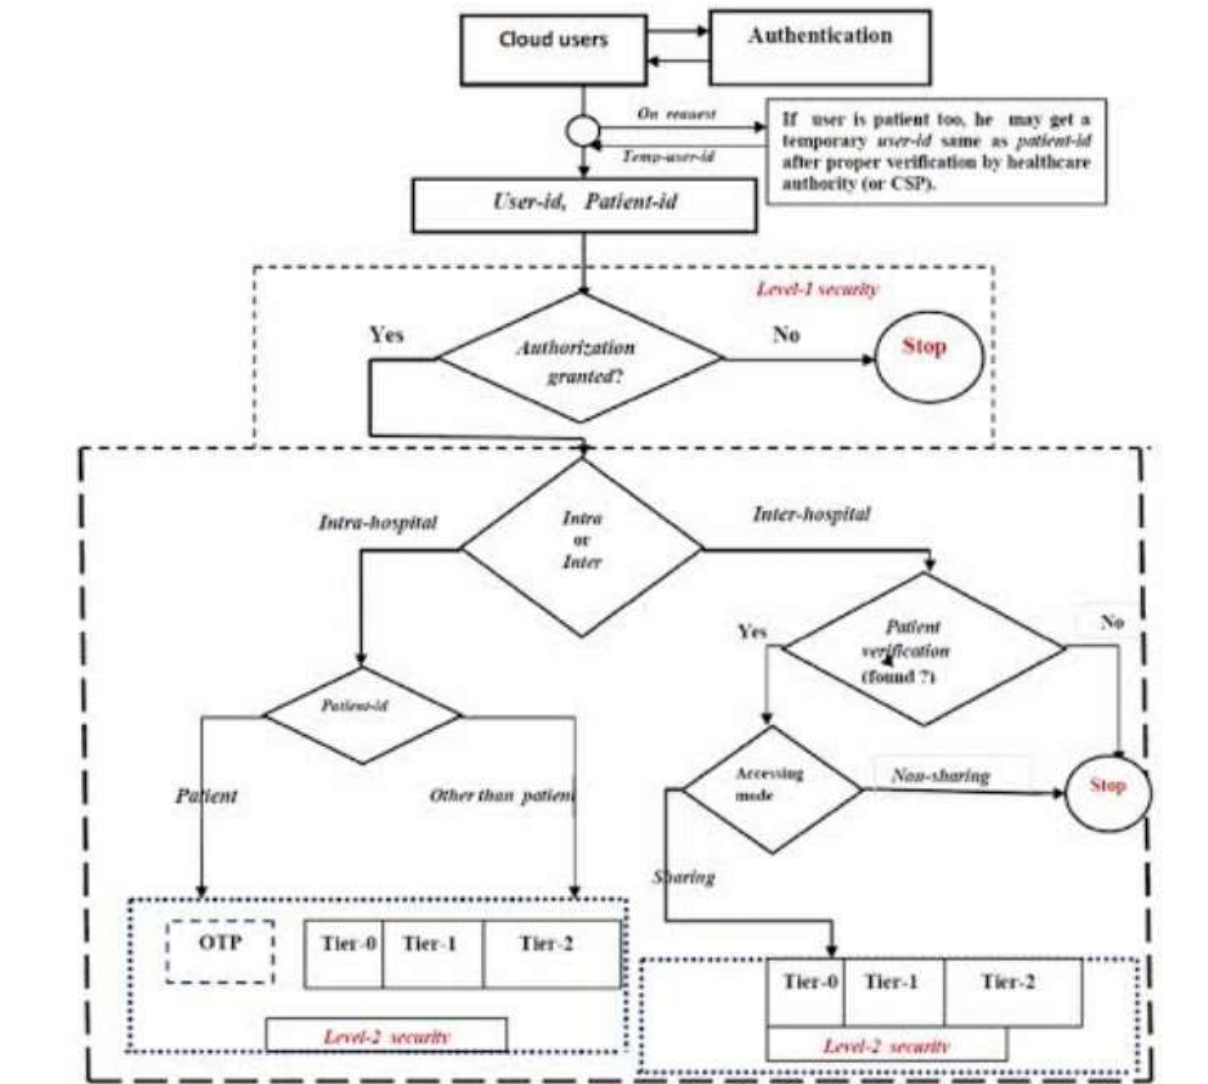 Cloud users
Authentication
On request
Temp-user-id
If user is patient too, he may get a
temporary user-id same as patient-id
after proper verification by healthcare
authority (or CSP).
User-id, Patient-id
Level-1 security
Yes
No
Authorization
granted?
Stop
Intra-hospital
Intra
or
Inter
Inter-hospital
Yes
Patient
verification
(found ?)
No
Patient-id
Patient
Other than patient
Accessing
mode
Non-sharing
Stop
Sharing
OTP
Tier-0
Tier-1
Tier-2
Level-2 security
Tier-0
Tier-1
Tier-2
Level-2 security